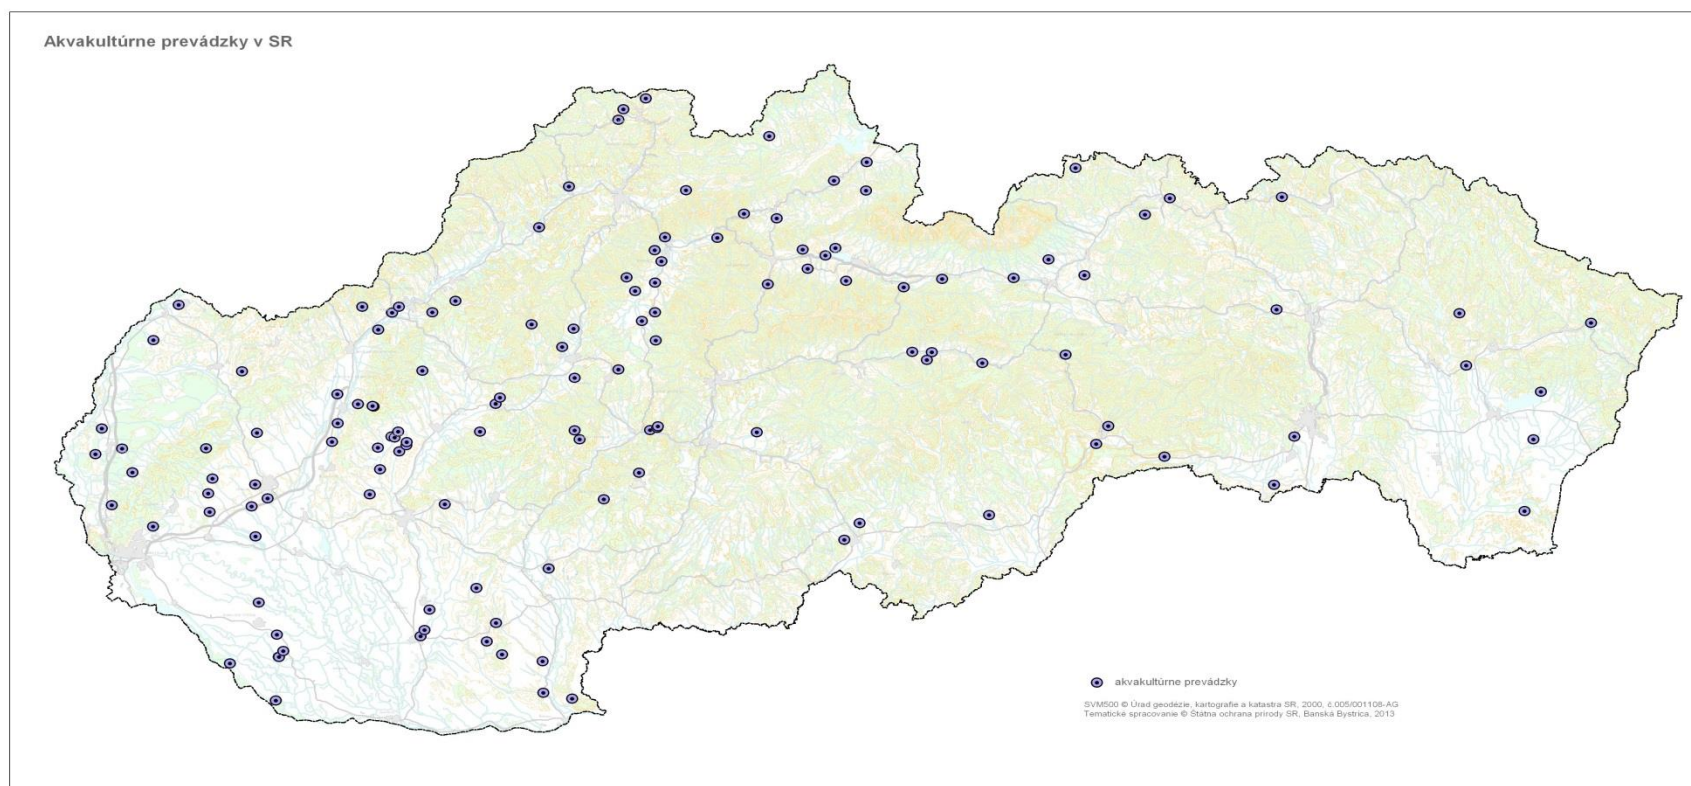 Akvakultúrne prevádzky v SR
akvakultúrne prevádzky
SVM500 © Úrad geodézie, kartografie a katastra SR, 2000, č.005/001108-AG
Tematické spracovanie © Štátna ochrana prírody SR, Banská Bystrica, 2013